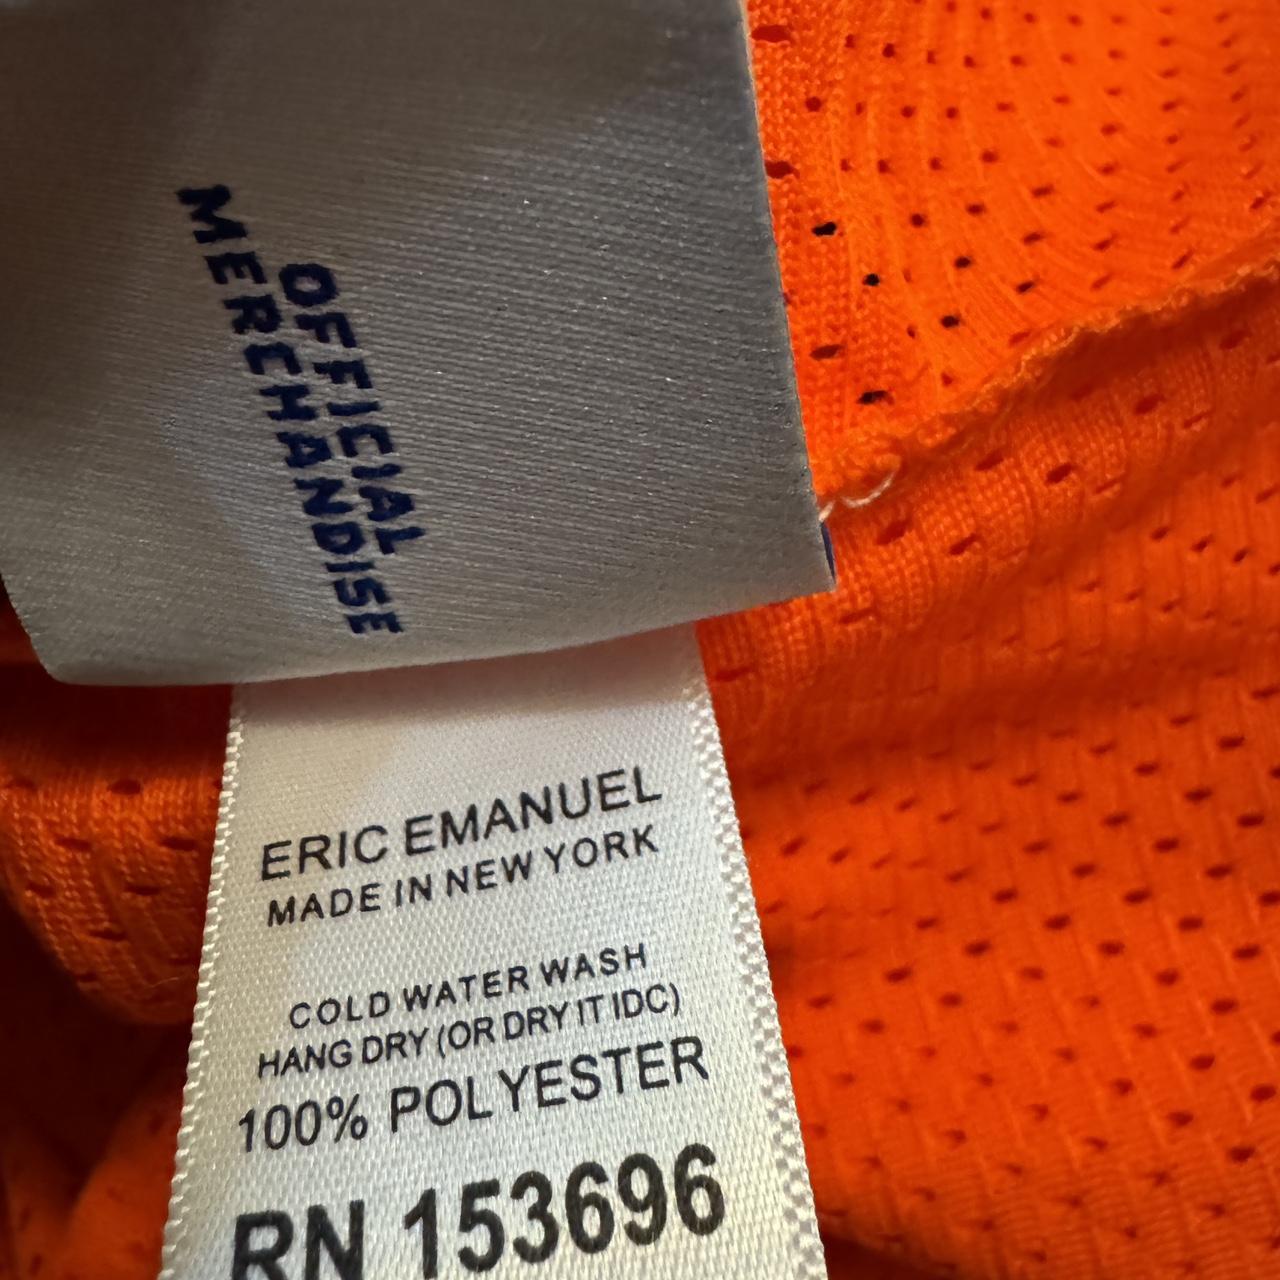 OFFICIAL
MERCHANDISE
ERIC EMANUEL
MADE IN NEW YORK
COLD WATER WASH
HANG DRY (OR DRY IT IDC)
100% POLYESTER
RN 153696